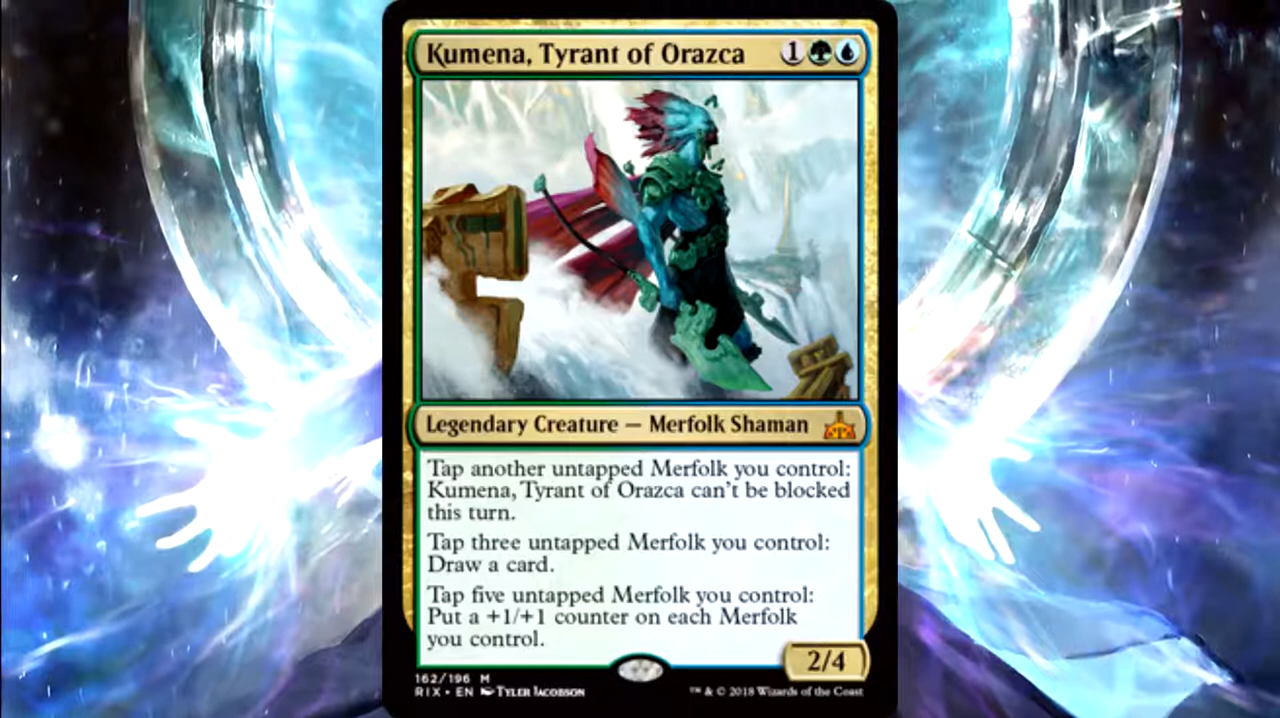 Kumena, Tyrant of Orazca 1
Legendary Creature — Merfolk Shaman
Tap another untapped Merfolk you control:
Kumena, Tyrant of Orazca can't be blocked
this turn.
Tap three untapped Merfolk you control:
Draw a card.
Tap five untapped Merfolk you control:
Put a +1/+1 counter on each Merfolk
you control.
2/4
162/196 M
RIX • EN Tyler Jacobson
™ & © 2018 Wizards of the Coast